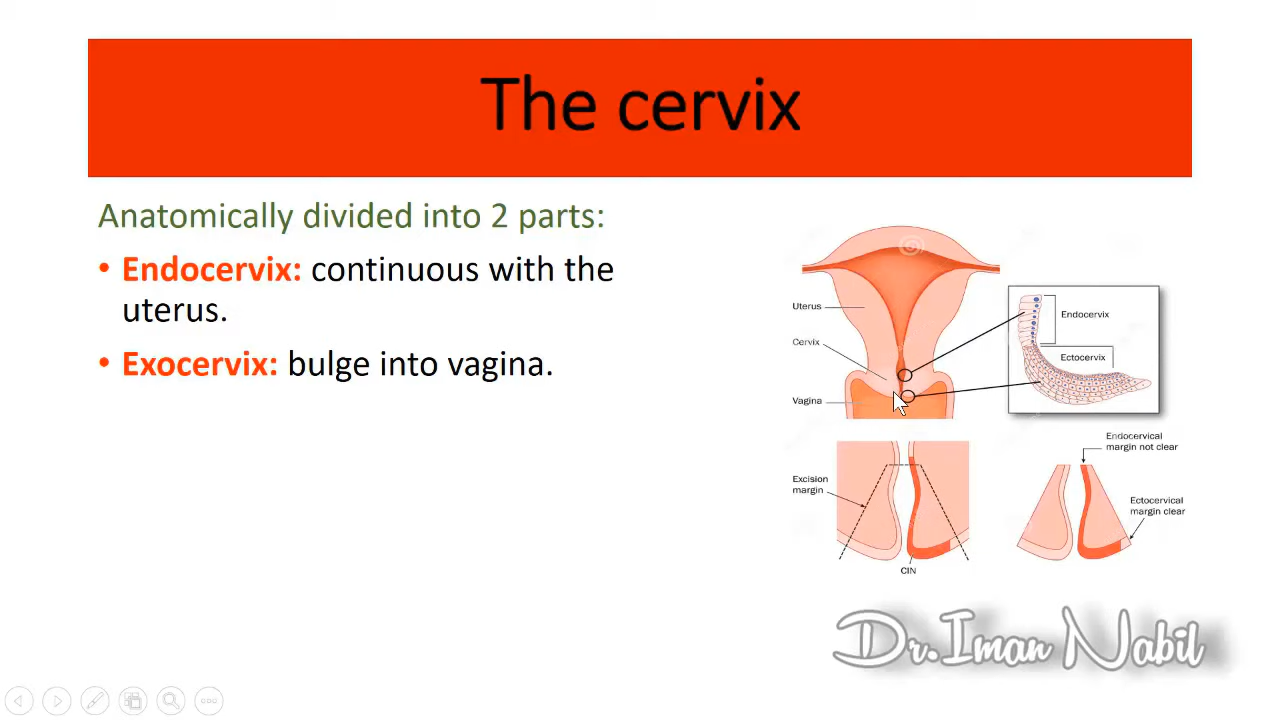 The cervix
Anatomically divided into 2 parts:
• Endocervix: continuous with the
uterus.
• Exocervix: bulge into vagina.
Uterus
Cervix
Vagina
Endocervix
Ectocervix
Excision
margin
CIN
Endocervical
margin not clear
Ectocervical
margin clear
Dr.Iman Nabil